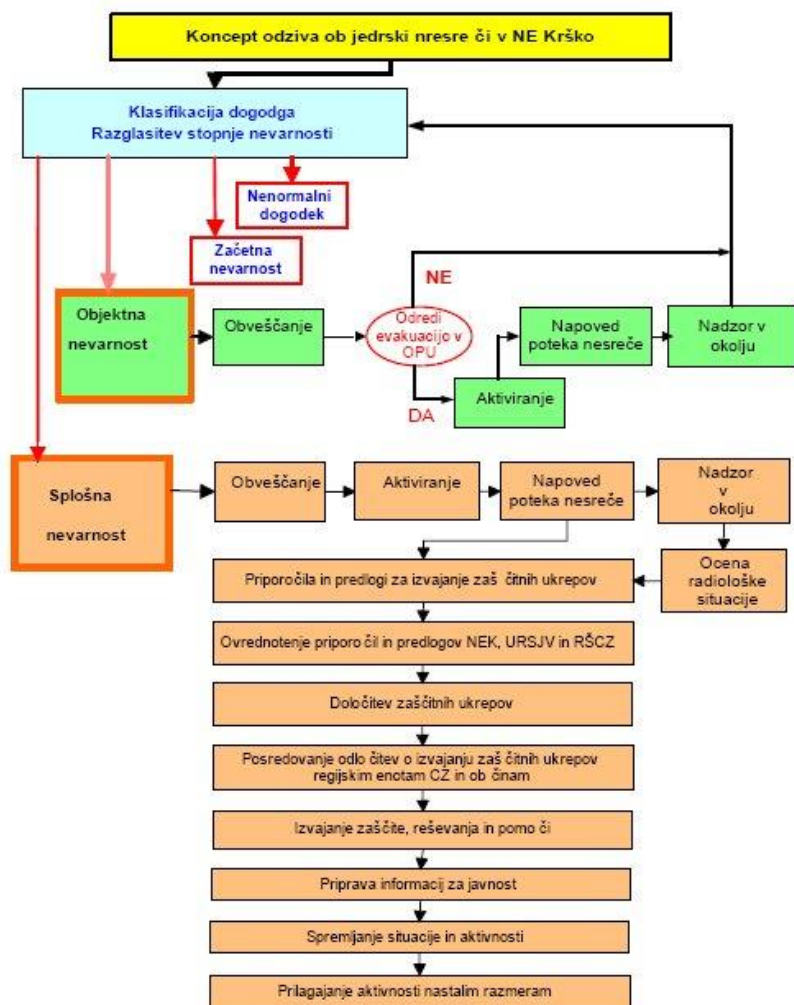 Koncept odziva ob jedrski nresre či v NE Krško
Klasifikacija dogodga
Razglasitev stopnje nevarnosti
Nenormalni
dogodek
Začetna
nevarnost
NE
Objektna
nevarnost
Obveščanje
Odredi
evakuacijo v
OPU
Napoved
poteka nesreče
Nadzor v
okolju
DA
Aktiviranje
Splošna
nevarnost
Obveščanje
Aktiviranje
Napoved
poteka nesreče
Nadzor
v
okolju
Ocena
radiološke
situacije
Priporočila in predlogi za izvajanje zaš čitnih ukrepov
Ovrednotenje priporo čil in predlogov NEK, URSJV in RŠCZ
Določitev zaščitnih ukrepov
Posredovanje odlo čitev o izvajanju zaš čitnih ukrepov
regijskim enotam CZ in ob činam
Izvajanje zaščite, reševanja in pomo či
Priprava informacij za javnost
Spremljanje situacije in aktivnosti
Prilagajanje aktivnosti nastalim razmeram